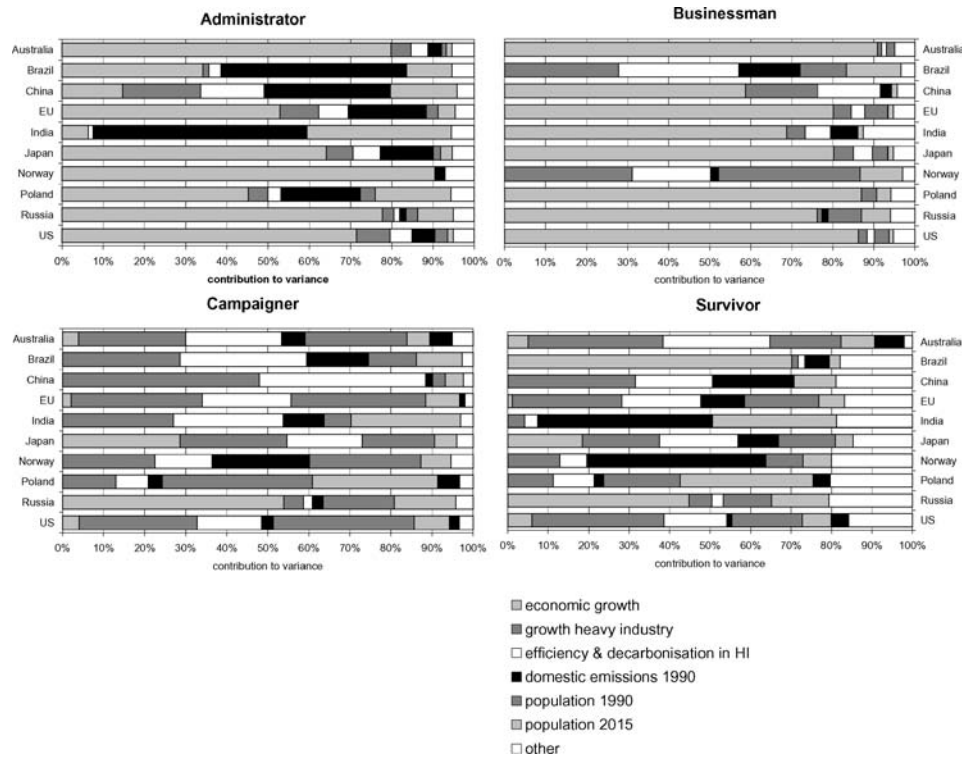 Administrator
Australia
Brazil
China
EU
India
Japan
Norway
Poland
Russia
US
0% 10% 20% 30% 40% 50% 60% 70% 80% 90% 100%
contribution to variance
Businessman
Australia
Brazil
China
EU
India
Japan
Norway
Poland
Russia
US
0% 10% 20% 30% 40% 50% 60% 70% 80% 90% 100%
contribution to variance
Campaigner
Australia
Brazil
China
EU
India
Japan
Norway
Poland
Russia
US
0% 10% 20% 30% 40% 50% 60% 70% 80% 90% 100%
contribution to variance
Survivor
Australia
Brazil
China
EU
India
Japan
Norway
Poland
Russia
US
0% 10% 20% 30% 40% 50% 60% 70% 80% 90% 100%
contribution to variance
economic growth
growth heavy industry
efficiency & decarbonisation in HI
domestic emissions 1990
population 1990
population 2015
other